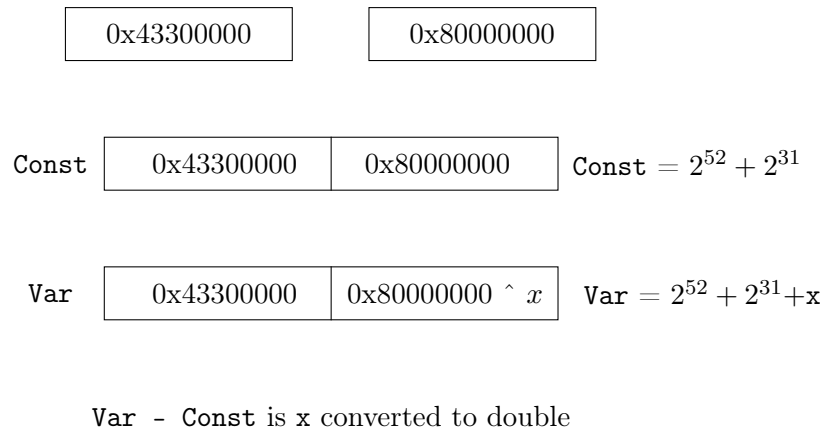 0x43300000 0x80000000
Const 0x43300000 0x80000000 Const = 2^52 + 2^31
Var 0x43300000 0x80000000 ^ x Var = 2^52 + 2^31+x
Var - Const is x converted to double